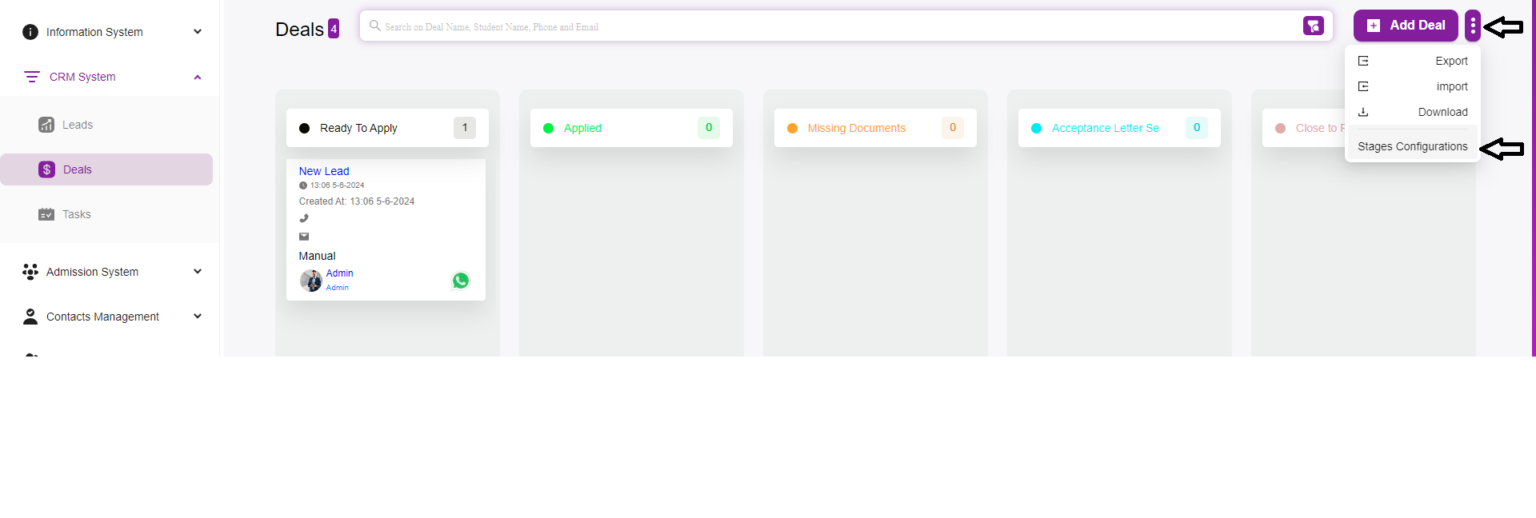 Information System
CRM System
Leads
Deals
Tasks
Admission System
Contacts Management
Deals 4
Search on Deal Name, Student Name, Phone and Email
Add Deal
Export
import
Download
Stages Configurations
Ready To Apply 1
Applied 0
Missing Documents 0
Acceptance Letter Se 0
Close to
New Lead
13:06 5-6-2024
Created At: 13:06 5-6-2024
Manual
Admin
Admin